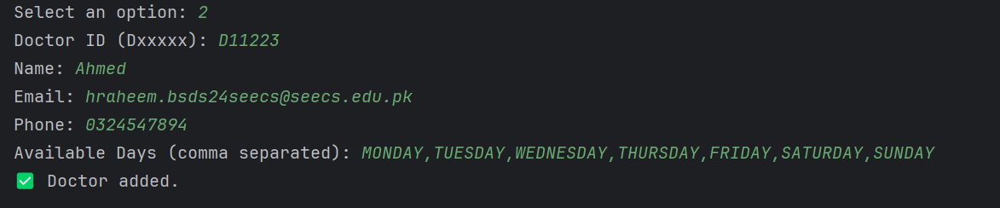 Select an option: 2
Doctor ID (Dxxxxx): D11223
Name: Ahmed
Email: hraheem.bsds24seecs@seecs.edu.pk
Phone: 0324547894
Available Days (comma separated): MONDAY,TUESDAY,WEDNESDAY,THURSDAY,FRIDAY,SATURDAY,SUNDAY
✅ Doctor added.